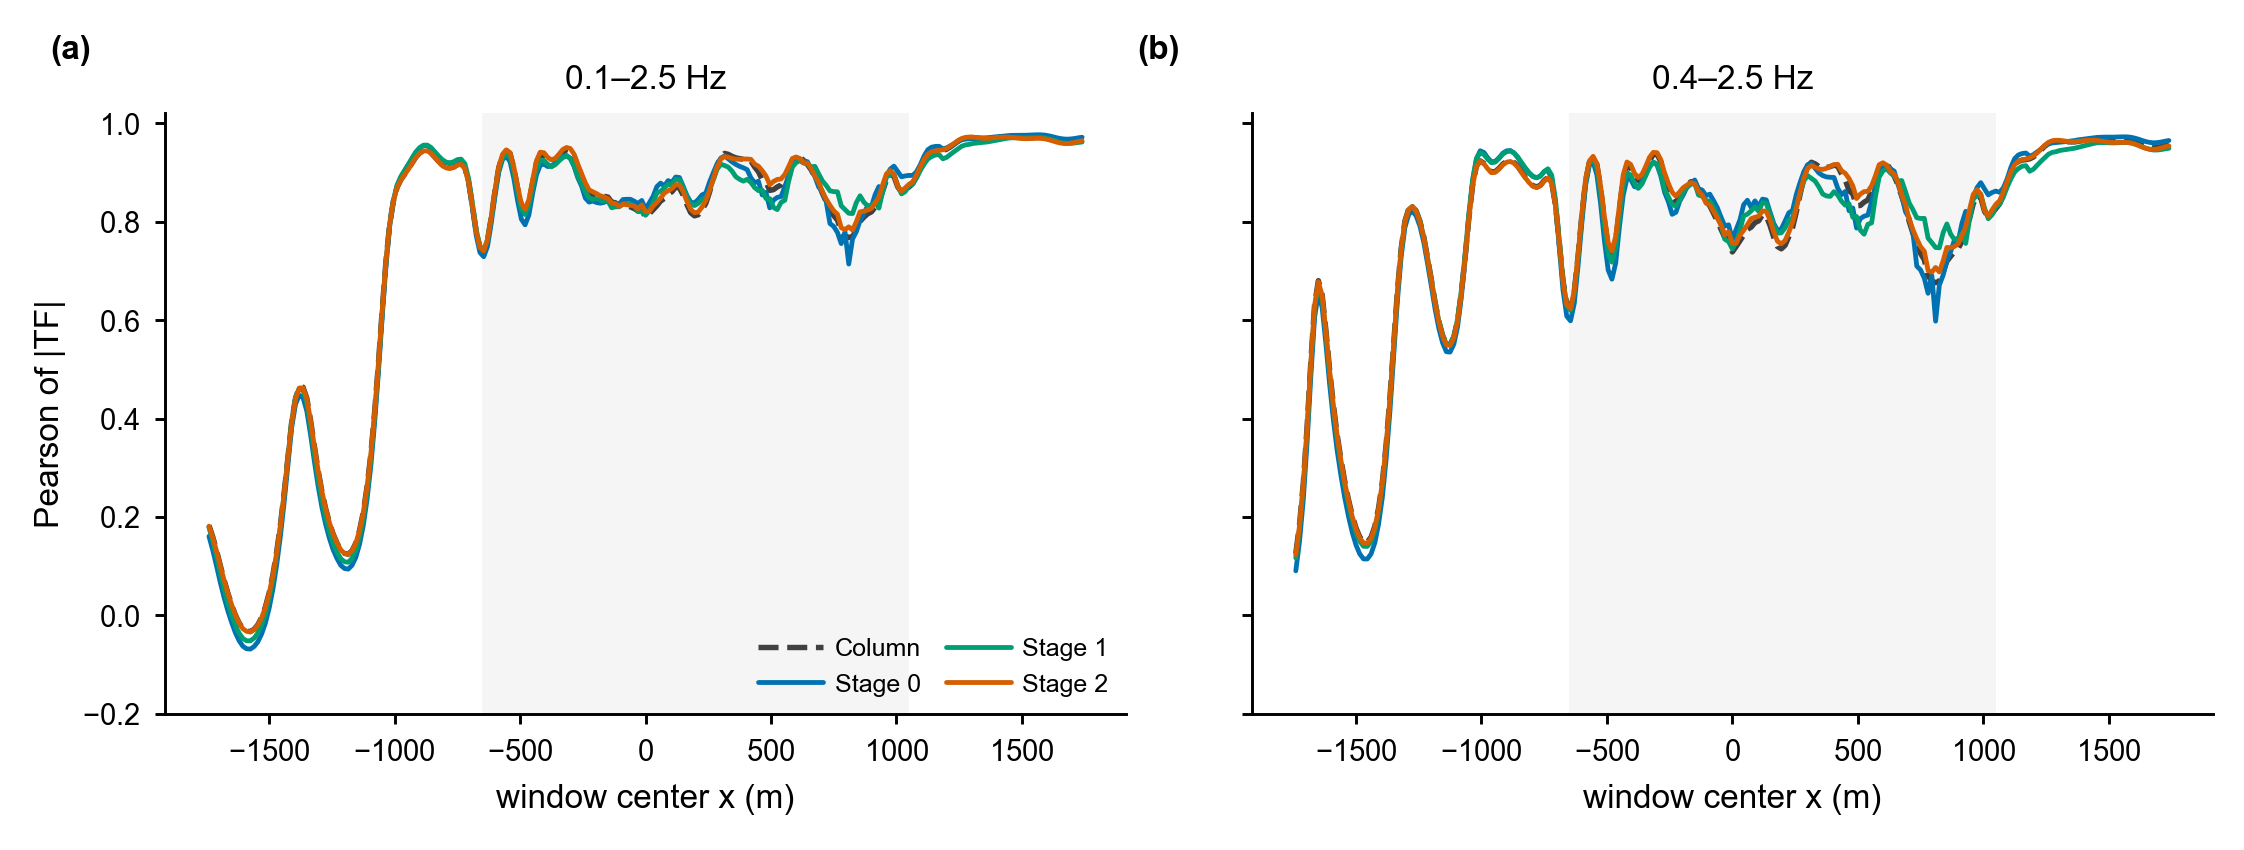 (a)
0.1–2.5 Hz
Pearson of |TF|
1.0
0.8
0.6
0.4
0.2
0.0
−0.2
Column
Stage 0
Stage 1
Stage 2
−1500
−1000
−500
0
500
1000
1500
window center x (m)
(b)
0.4–2.5 Hz
−1500
−1000
−500
0
500
1000
1500
window center x (m)